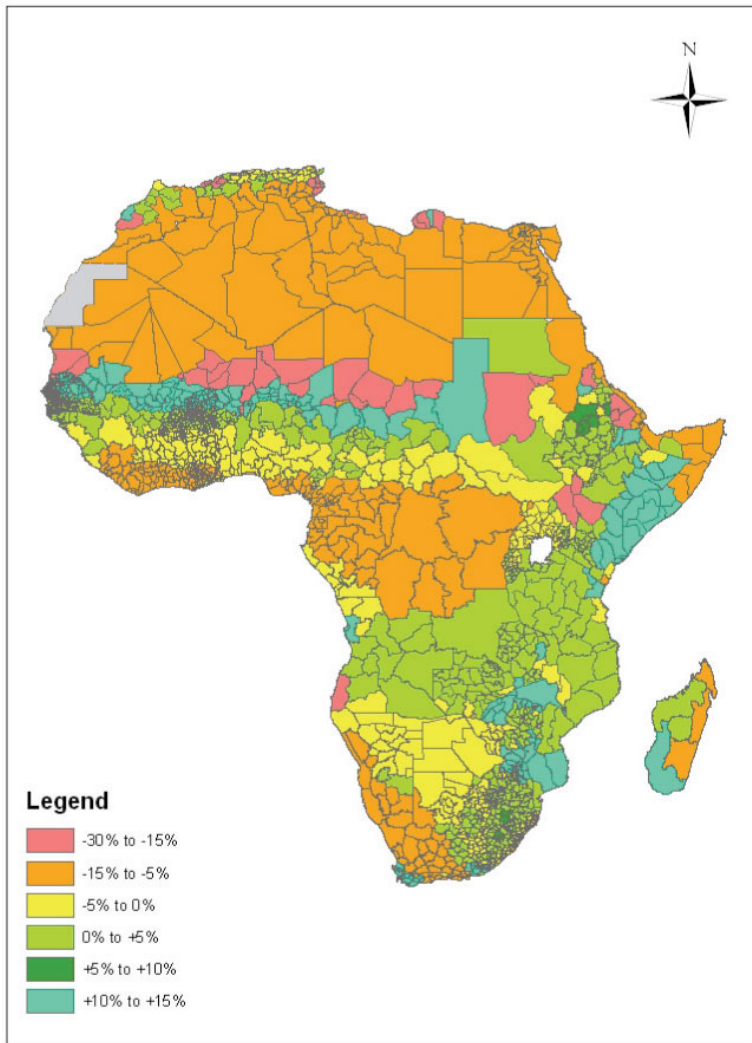 N
Legend
-30% to -15%
-15% to -5%
-5% to 0%
0% to +5%
+5% to +10%
+10% to +15%